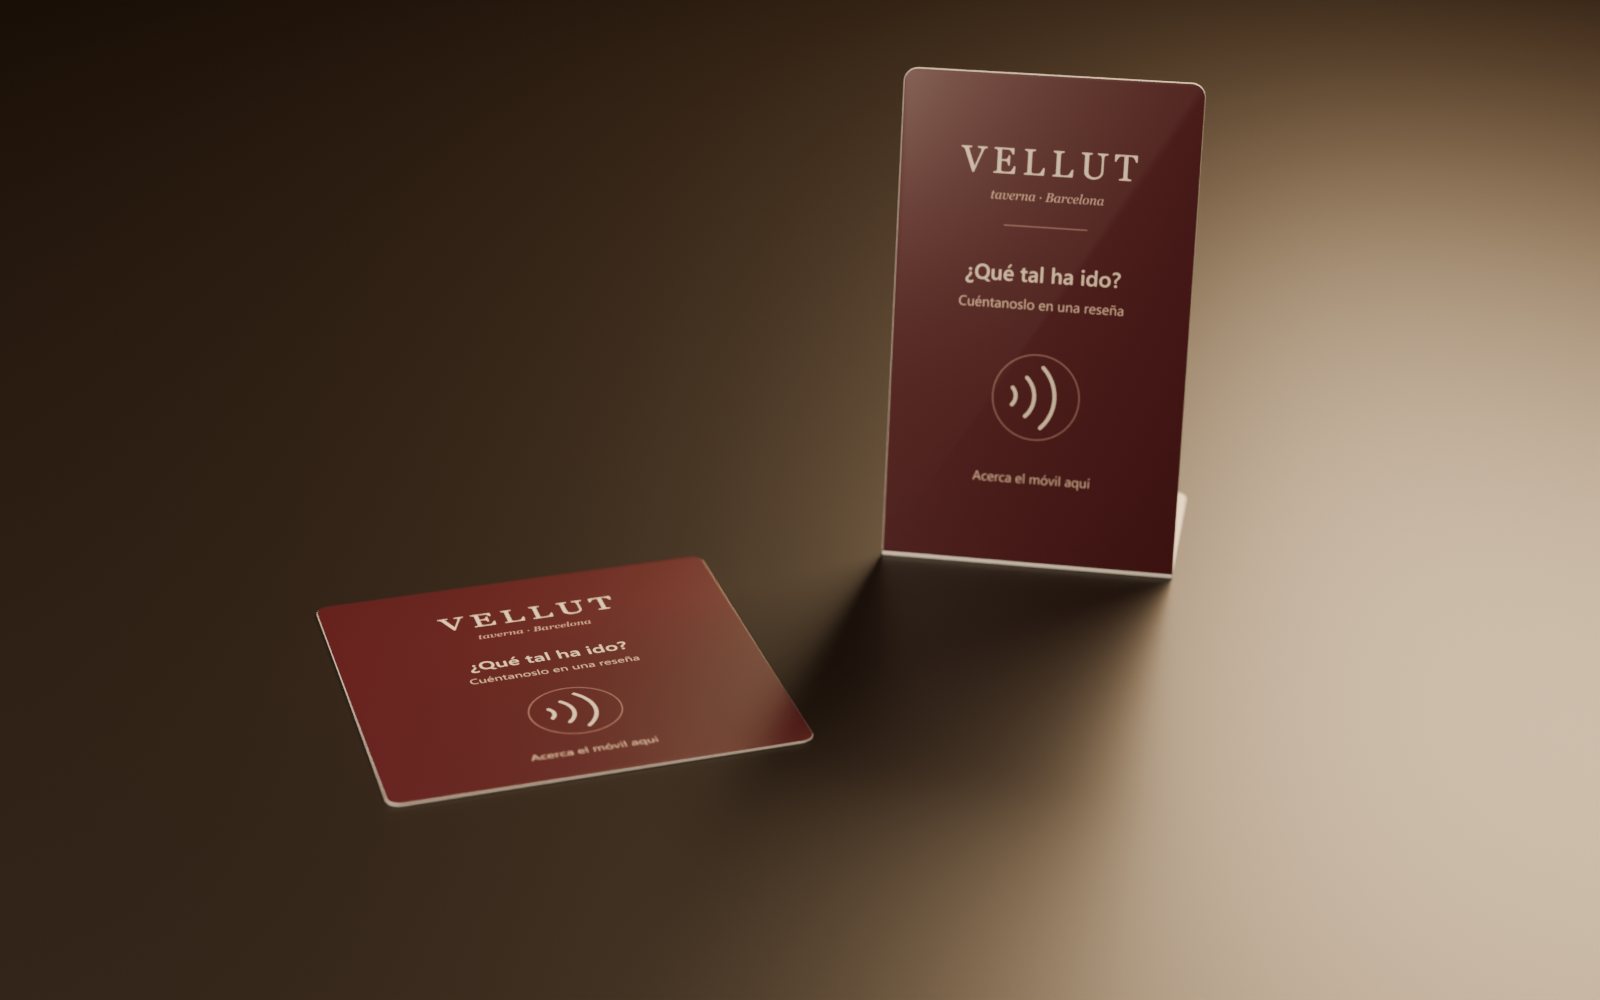 VELLUT
taverna · Barcelona
¿Qué tal ha ido?
Cuéntanoslo en una reseña
Acerca el móvil aquí
VELLUT
taverna · Barcelona
¿Qué tal ha ido?
Cuéntanoslo en una reseña
Acerca el móvil aquí